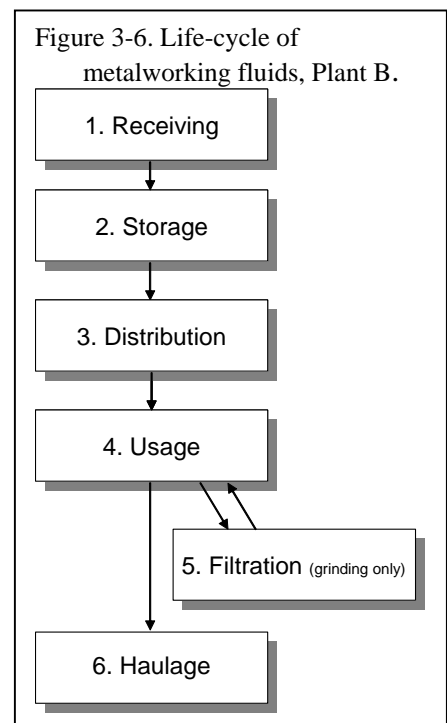 Figure 3-6. Life-cycle of
metalworking fluids, Plant B.
1. Receiving
2. Storage
3. Distribution
4. Usage
5. Filtration (grinding only)
6. Haulage